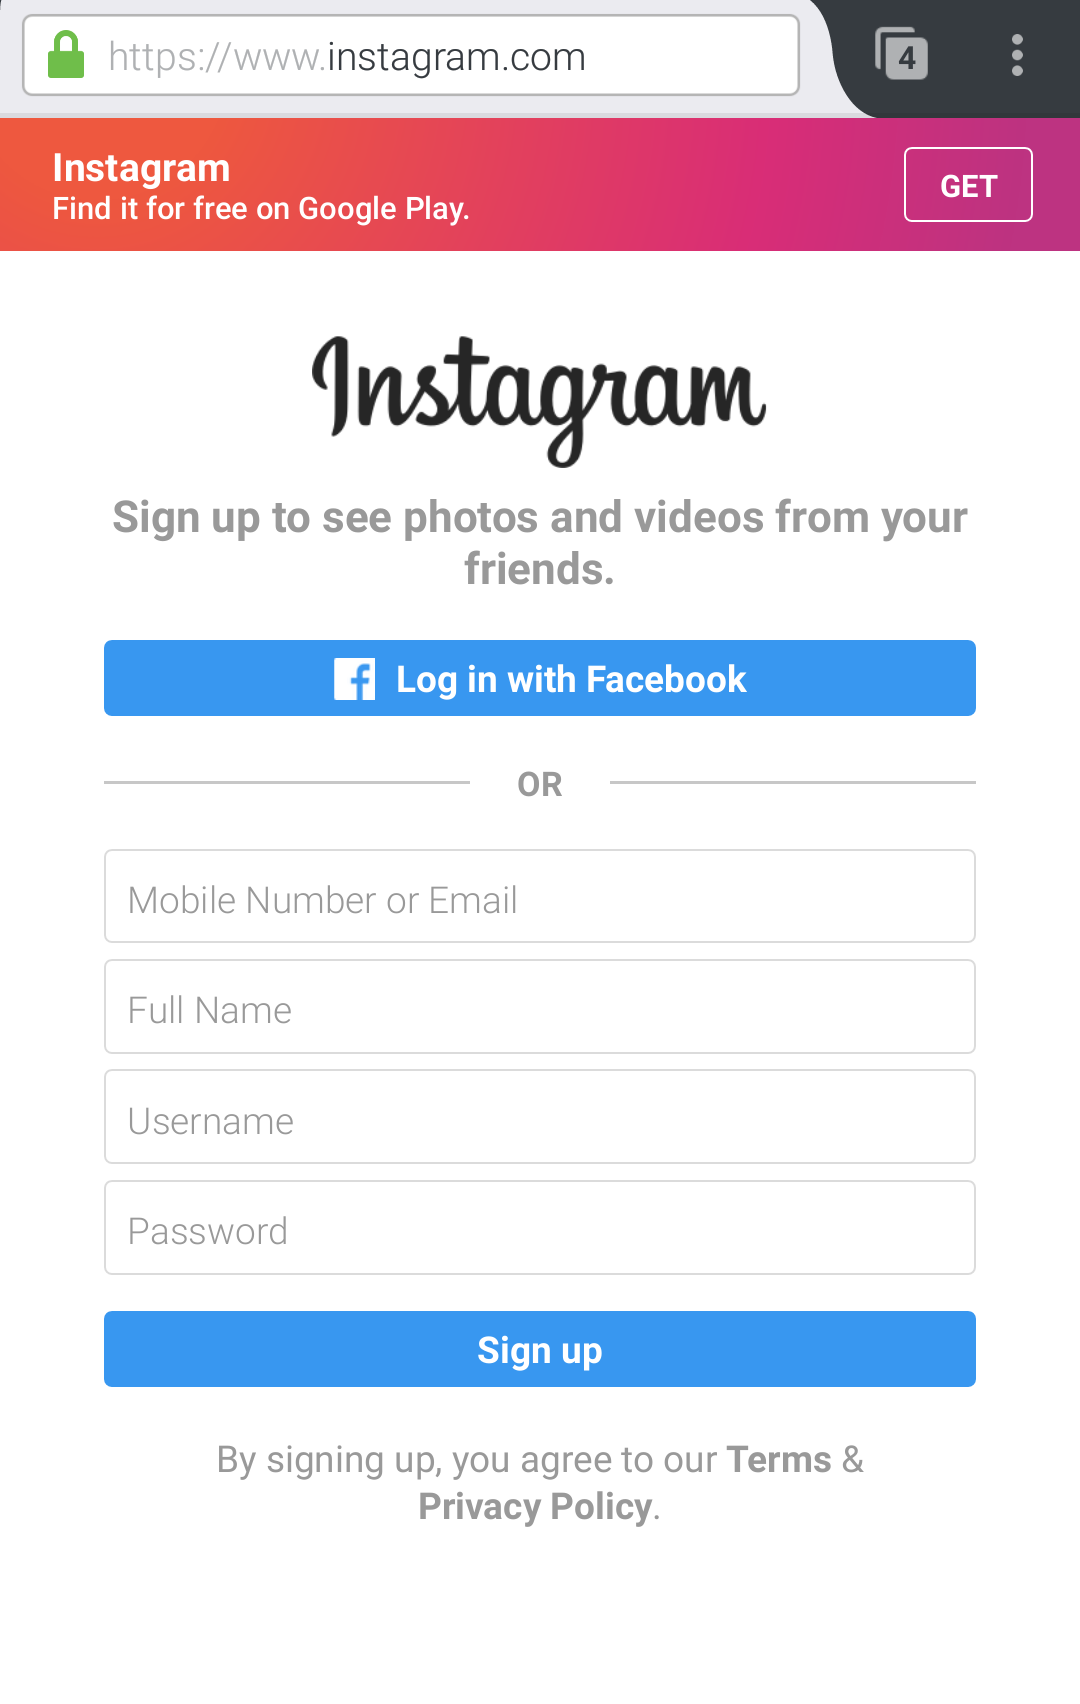 https://www.instagram.com
4
Instagram
Find it for free on Google Play.
GET
Instagram
Sign up to see photos and videos from your
friends.
f Log in with Facebook
OR
Mobile Number or Email
Full Name
Username
Password
Sign up
By signing up, you agree to our Terms &
Privacy Policy.